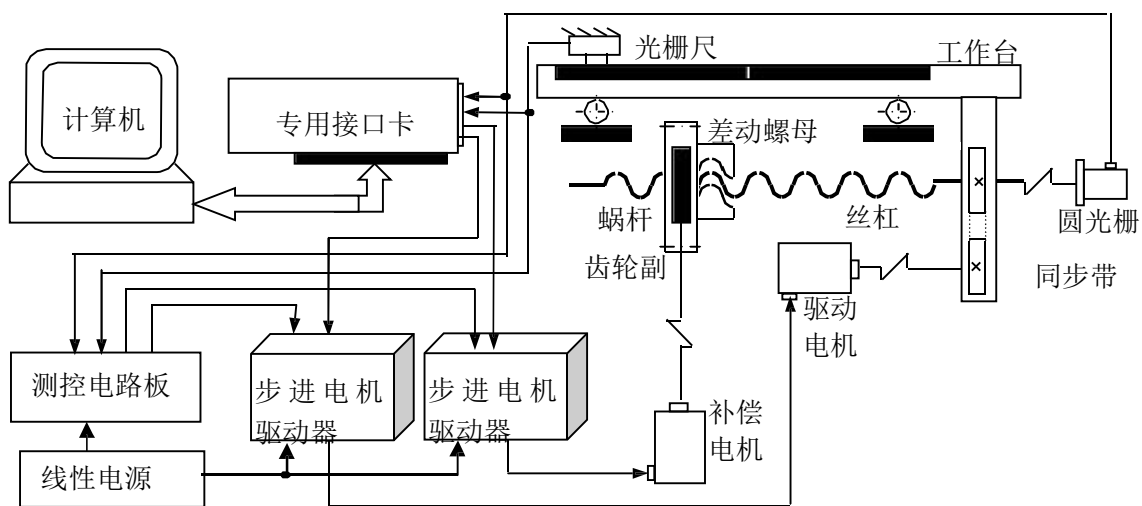 光栅尺
工作台
计算机
专用接口卡
差动螺母
蜗杆
丝杠
圆光栅
齿轮副
同步带
驱动
电机
测控电路板
步进电机
驱动器
步进电机
驱动器
补偿
电机
线性电源